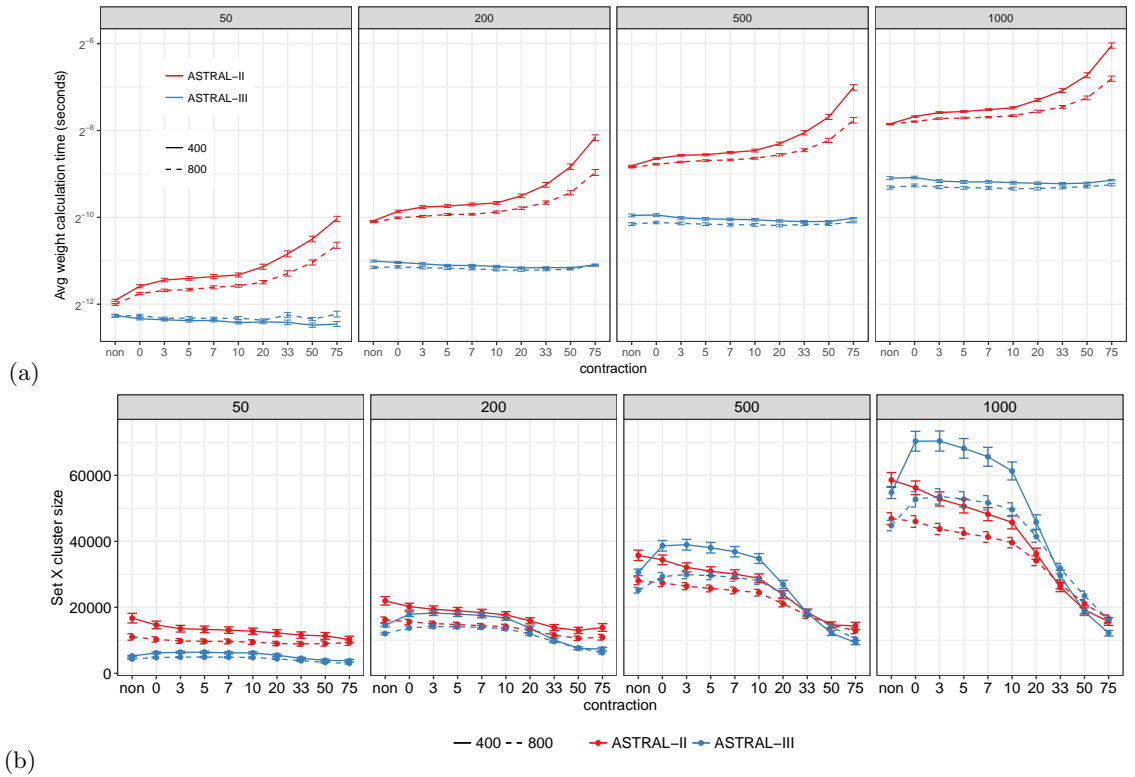 50 200 500 1000
Avg weight calculation time (seconds)
2^−6
2^−8
2^−10
2^−12
ASTRAL−II
ASTRAL−III
400
800
non 0 3 5 7 10 20 33 50 75 non 0 3 5 7 10 20 33 50 75 non 0 3 5 7 10 20 33 50 75 non 0 3 5 7 10 20 33 50 75
contraction
(a)
50 200 500 1000
Set X cluster size
60000
40000
20000
0
non 0 3 5 7 10 20 33 50 75 non 0 3 5 7 10 20 33 50 75 non 0 3 5 7 10 20 33 50 75 non 0 3 5 7 10 20 33 50 75
contraction
400 800 ASTRAL−II ASTRAL−III
(b)